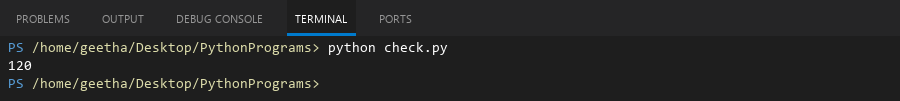 PROBLEMS OUTPUT DEBUG CONSOLE TERMINAL PORTS
PS /home/geetha/Desktop/PythonPrograms> python check.py
120
PS /home/geetha/Desktop/PythonPrograms>